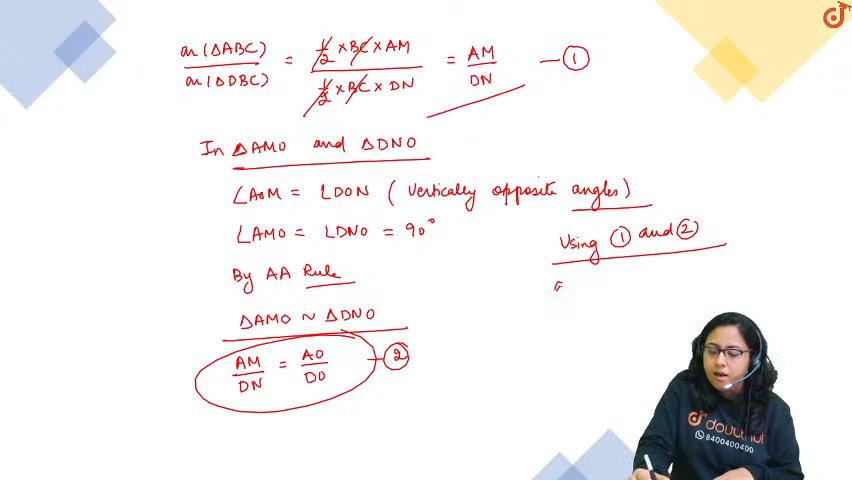 ar(ΔABC)/ar(ΔDBC) = (1/2 × BC × AM)/(1/2 × BC × DN) = AM/DN — ①
In ΔAMO and ΔDNO
∠AOM = ∠DON (Vertically opposite angles)
∠AMO = ∠DNO = 90°
Using ① and ②
By AA Rule
a
ΔAMO ~ ΔDNO
AM/DN = AO/DO — ②
doubtnut
8400400400